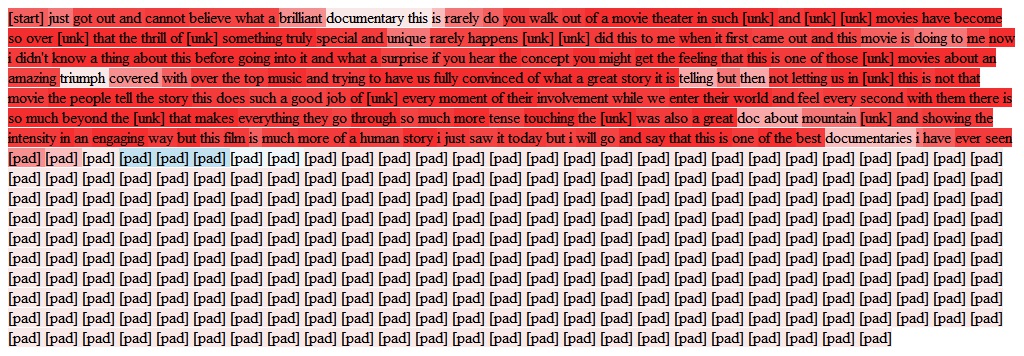 [start] just got out and cannot believe what a brilliant documentary this is rarely do you walk out of a movie theater in such [unk] and [unk] [unk] movies have become
so over [unk] that the thrill of [unk] something truly special and unique rarely happens [unk] [unk] did this to me when it first came out and this movie is doing to me now
i didn't know a thing about this before going into it and what a surprise if you hear the concept you might get the feeling that this is one of those [unk] movies about an
amazing triumph covered with over the top music and trying to have us fully convinced of what a great story it is telling but then not letting us in [unk] this is not that
movie the people tell the story this does such a good job of [unk] every moment of their involvement while we enter their world and feel every second with them there is
so much beyond the [unk] that makes everything they go through so much more tense touching the [unk] was also a great doc about mountain [unk] and showing the
intensity in an engaging way but this film is much more of a human story i just saw it today but i will go and say that this is one of the best documentaries i have ever seen
[pad] [pad] [pad] [pad] [pad] [pad] [pad] [pad] [pad] [pad] [pad] [pad] [pad] [pad] [pad] [pad] [pad] [pad] [pad] [pad] [pad] [pad] [pad] [pad] [pad] [pad] [pad]
[pad] [pad] [pad] [pad] [pad] [pad] [pad] [pad] [pad] [pad] [pad] [pad] [pad] [pad] [pad] [pad] [pad] [pad] [pad] [pad] [pad] [pad] [pad] [pad] [pad] [pad] [pad]
[pad] [pad] [pad] [pad] [pad] [pad] [pad] [pad] [pad] [pad] [pad] [pad] [pad] [pad] [pad] [pad] [pad] [pad] [pad] [pad] [pad] [pad] [pad] [pad] [pad] [pad] [pad]
[pad] [pad] [pad] [pad] [pad] [pad] [pad] [pad] [pad] [pad] [pad] [pad] [pad] [pad] [pad] [pad] [pad] [pad] [pad] [pad] [pad] [pad] [pad] [pad] [pad] [pad] [pad]
[pad] [pad] [pad] [pad] [pad] [pad] [pad] [pad] [pad] [pad] [pad] [pad] [pad] [pad] [pad] [pad] [pad] [pad] [pad] [pad] [pad] [pad] [pad] [pad] [pad] [pad] [pad]
[pad] [pad] [pad] [pad] [pad] [pad] [pad] [pad] [pad] [pad] [pad] [pad] [pad] [pad] [pad] [pad] [pad] [pad] [pad] [pad] [pad] [pad] [pad] [pad] [pad] [pad] [pad]
[pad] [pad] [pad] [pad] [pad] [pad] [pad] [pad] [pad] [pad] [pad] [pad] [pad] [pad] [pad] [pad] [pad] [pad] [pad] [pad] [pad] [pad] [pad] [pad] [pad] [pad] [pad]
[pad] [pad] [pad] [pad] [pad] [pad] [pad] [pad] [pad] [pad] [pad] [pad] [pad] [pad] [pad] [pad] [pad] [pad] [pad] [pad] [pad] [pad] [pad] [pad] [pad] [pad] [pad]
[pad] [pad] [pad] [pad] [pad] [pad] [pad] [pad] [pad] [pad] [pad] [pad] [pad] [pad] [pad] [pad] [pad] [pad] [pad] [pad] [pad] [pad] [pad] [pad] [pad] [pad] [pad]
[pad] [pad] [pad] [pad] [pad] [pad] [pad] [pad] [pad] [pad] [pad] [pad] [pad] [pad] [pad] [pad] [pad] [pad] [pad] [pad] [pad] [pad] [pad] [pad]